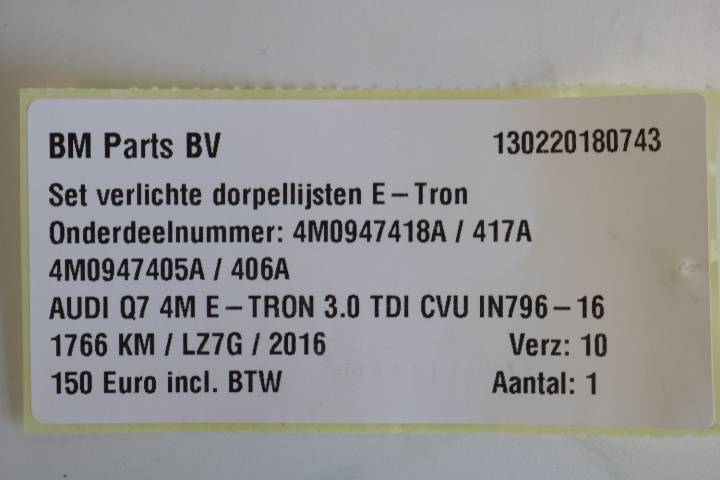 BM Parts BV 130220180743
Set verlichte dorpellijsten E-Tron
Onderdeelnummer: 4M0947418A / 417A
4M0947405A / 406A
AUDI Q7 4M E-TRON 3.0 TDI CVU IN796-16
1766 KM / LZ7G / 2016 Verz: 10
150 Euro incl. BTW Aantal: 1